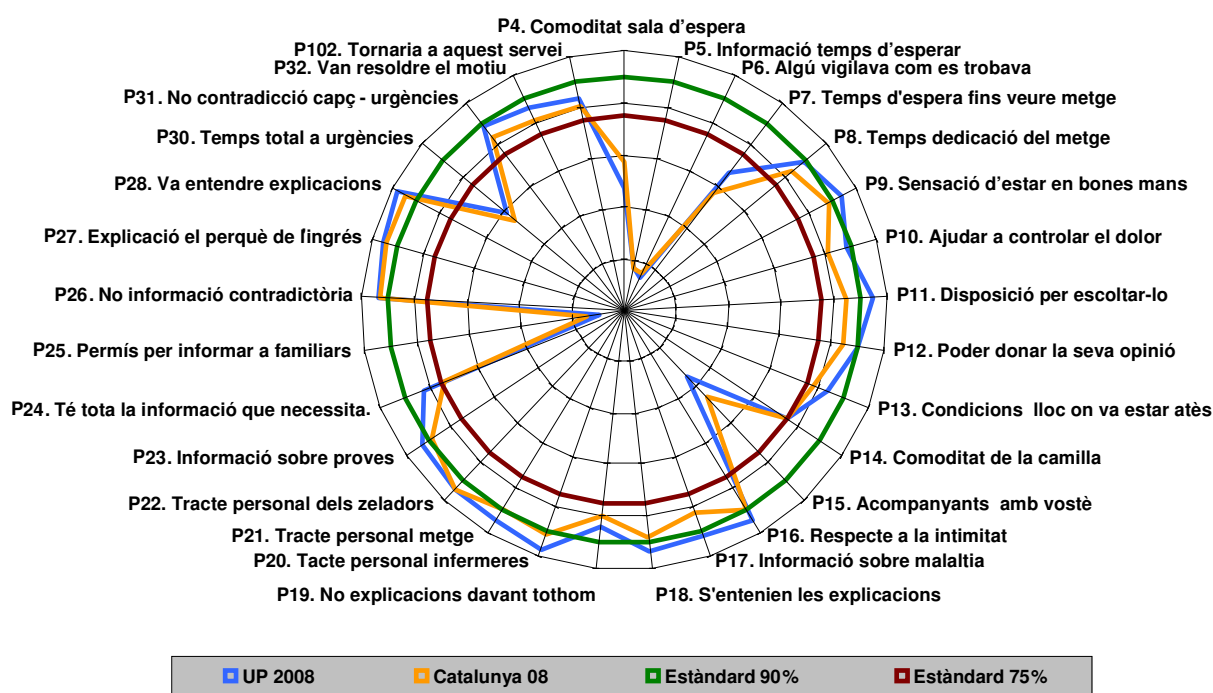 P4. Comoditat sala d'espera
P5. Informació temps d'esperar
P6. Algú vigilava com es trobava
P7. Temps d'espera fins veure metge
P8. Temps dedicació del metge
P9. Sensació d'estar en bones mans
P10. Ajudar a controlar el dolor
P11. Disposició per escoltar-lo
P12. Poder donar la seva opinió
P13. Condicions lloc on va estar atès
P14. Comoditat de la camilla
P15. Acompanyants amb vostè
P16. Respecte a la intimitat
P17. Informació sobre malaltia
P18. S'entenien les explicacions
P19. No explicacions davant tothom
P20. Tacte personal infermeres
P21. Tracte personal metge
P22. Tracte personal dels zeladors
P23. Informació sobre proves
P24. Té tota la informació que necessita.
P25. Permís per informar a familiars
P26. No informació contradictòria
P27. Explicació el perquè de l'ingrés
P28. Va entendre explicacions
P30. Temps total a urgències
P31. No contradicció capç - urgències
P32. Van resoldre el motiu
P102. Tornaria a aquest servei
UP 2008
Catalunya 08
Estàndard 90%
Estàndard 75%